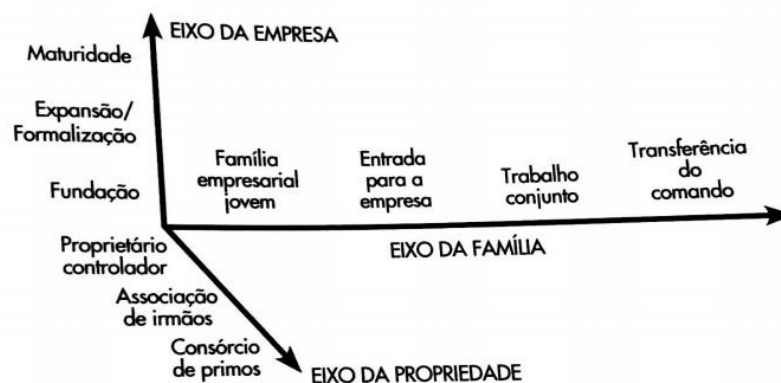 EIXO DA EMPRESA
Maturidade
Expansão/
Formalização
Fundação
Família
empresarial
jovem
Entrada
para a
empresa
Trabalho
conjunto
Transferência
do
comando
EIXO DA FAMÍLIA
Proprietário
controlador
Associação
de irmãos
Consórcio
de primos
EIXO DA PROPRIEDADE